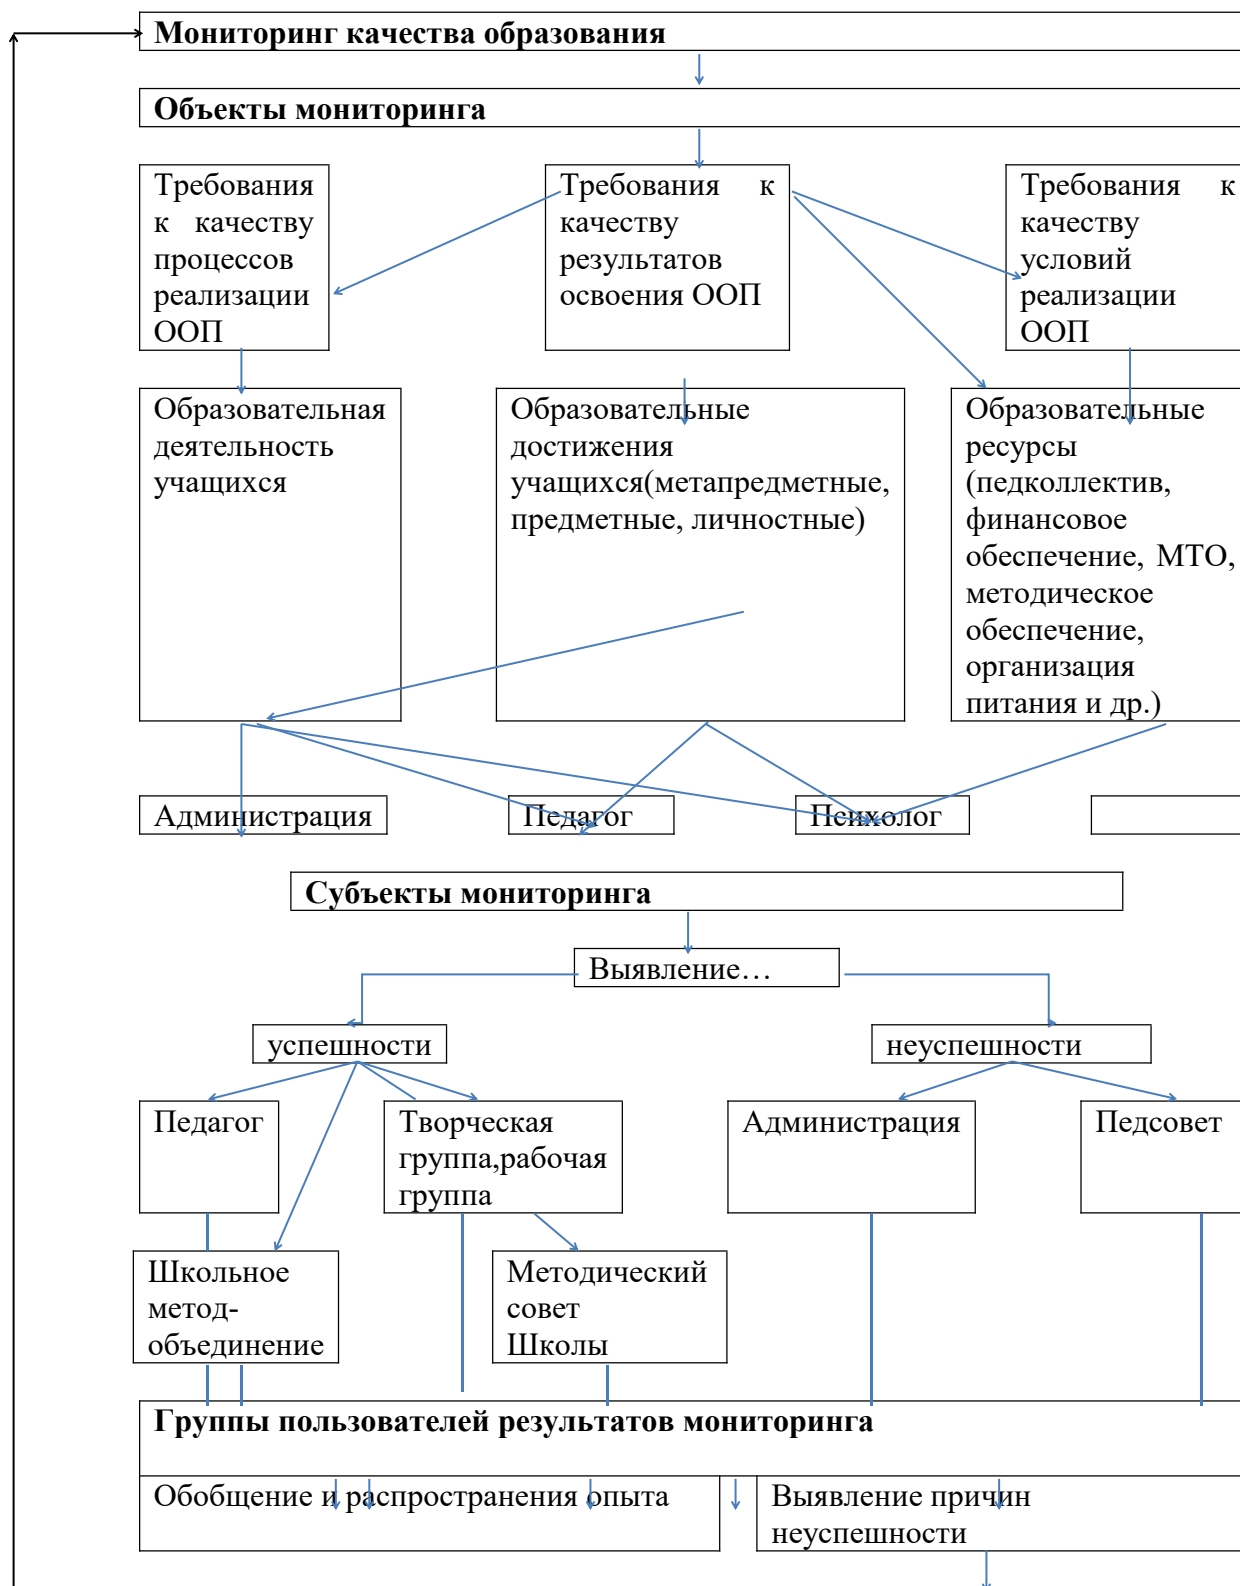 Мониторинг качества образования
Объекты мониторинга
Требования
к качеству
процессов
реализации
ООП
Требования к
качеству
результатов
освоения ООП
Требования к
качеству
условий
реализации
ООП
Образовательная
деятельность
учащихся
Образовательные
достижения
учащихся(метапредметные,
предметные, личностные)
Образовательные
ресурсы
(педколлектив,
финансовое
обеспечение, МТО,
методическое
обеспечение,
организация
питания и др.)
Администрация
Педагог
Психолог
Субъекты мониторинга
Выявление…
успешности
неуспешности
Педагог
Творческая
группа,рабочая
группа
Администрация
Педсовет
Школьное
метод-
объединение
Методический
совет
Школы
Группы пользователей результатов мониторинга
Обобщение и распространения опыта
Выявление причин
неуспешности